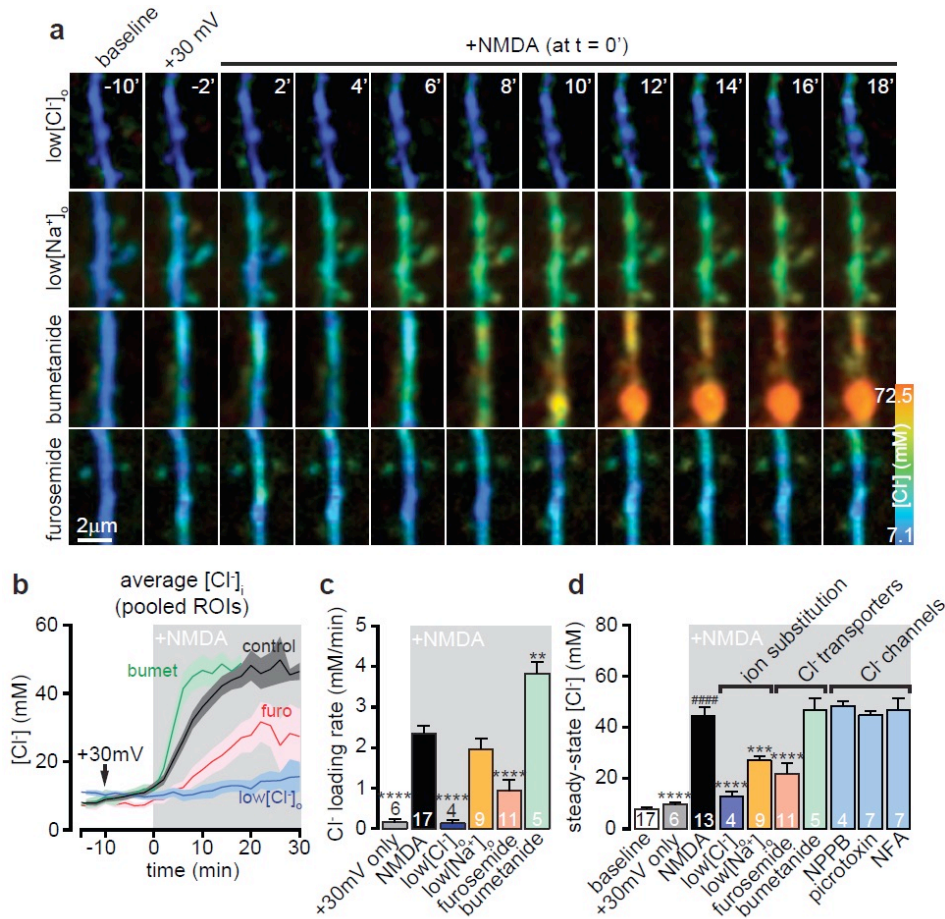 a
baseline
+30 mV
+NMDA (at t = 0')
-10' -2' 2' 4' 6' 8' 10' 12' 14' 16' 18'
low[Cl-]o
low[Na+]o
bumetanide
furosemide
2μm
72.5
[Cl-] (mM)
7.1
b
average [Cl-]i
(pooled ROIs)
+NMDA
control
bumet
furo
low[Cl-]o
+30mV
[Cl-] (mM)
60
40
20
0
0 10 20 30
time (min)
c
+NMDA
Cl- loading rate (mM/min)
5
4
3
2
1
0
**** **** **** **
6 17 4 9 11 5
+30mV only
NMDA
low[Cl-]o
low[Na+]o
furosemide
bumetanide
d
ion substitution
Cl- transporters
Cl- channels
+NMDA
steady-state [Cl-] (mM)
80
60
40
20
0
**** #### **** *** ****
17 6 13 4 9 11 5 4 7 7
baseline
+30mV only
NMDA
low[Cl-]o
low[Na+]o
furosemide
bumetanide
NPPB
picrotoxin
NFA